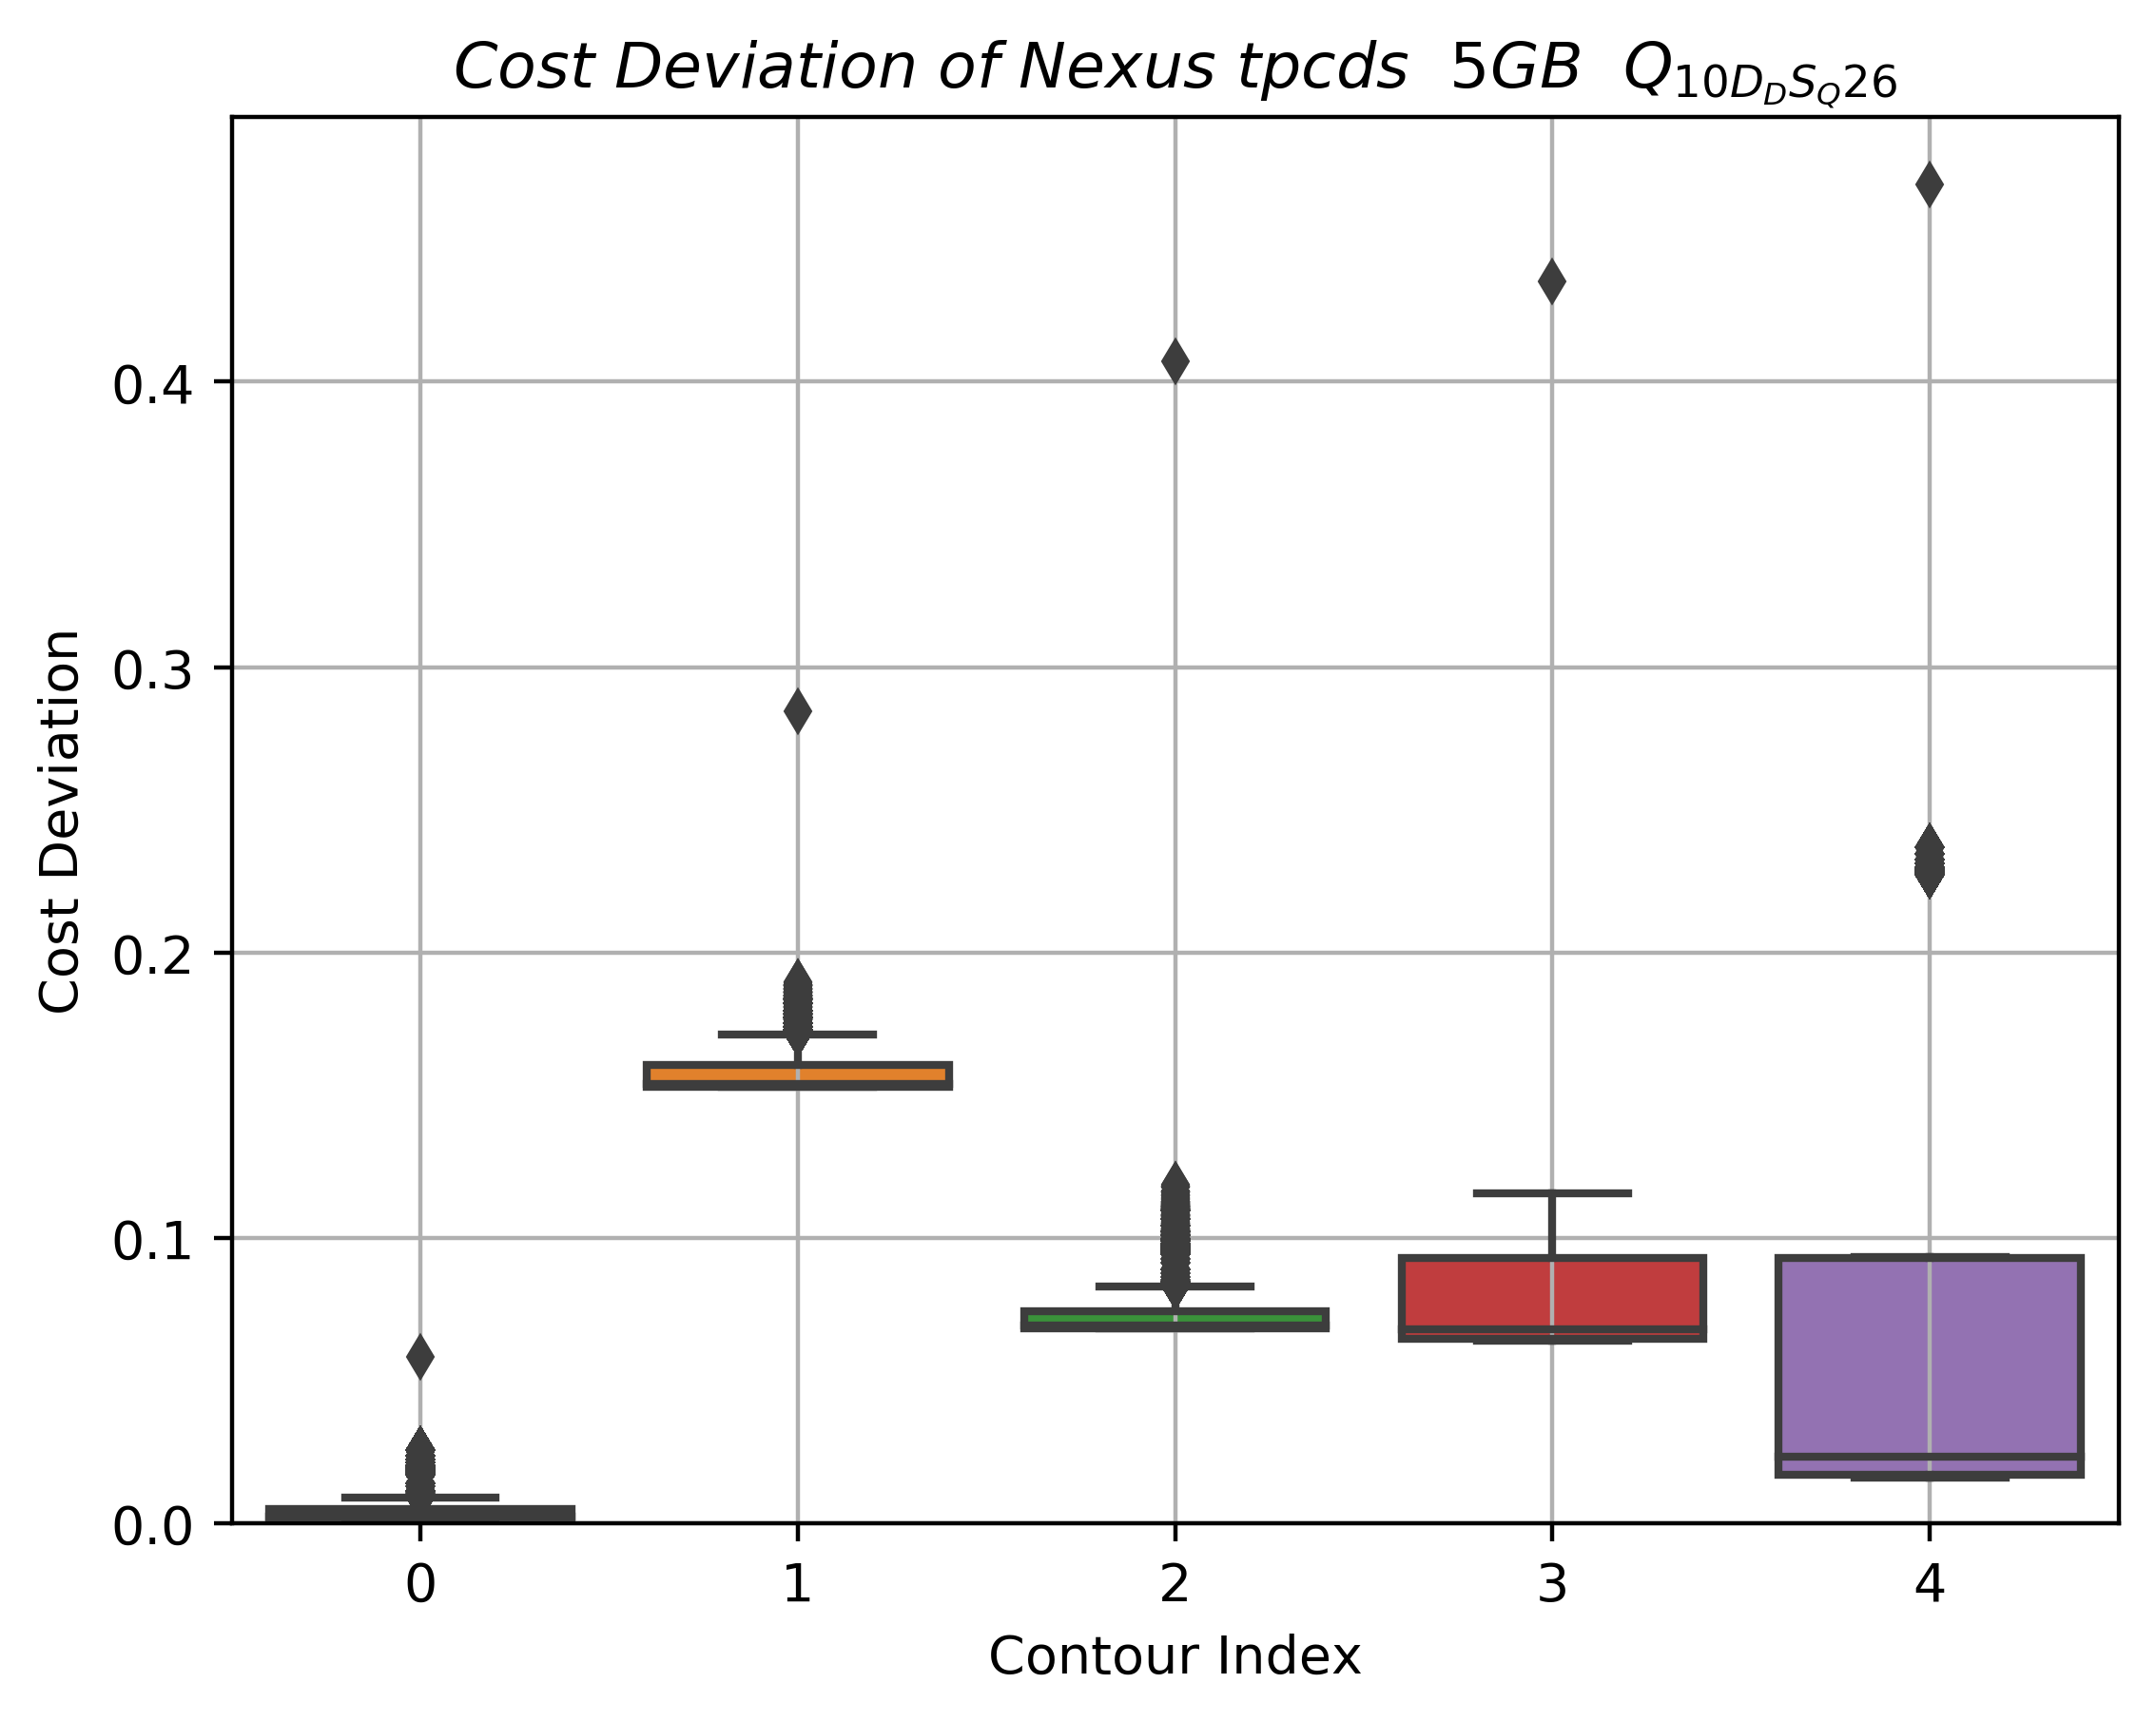 Cost Deviation of Nexus tpcds 5GB Q10D_DS_Q26
Cost Deviation
0.4
0.3
0.2
0.1
0.0
0 1 2 3 4
Contour Index